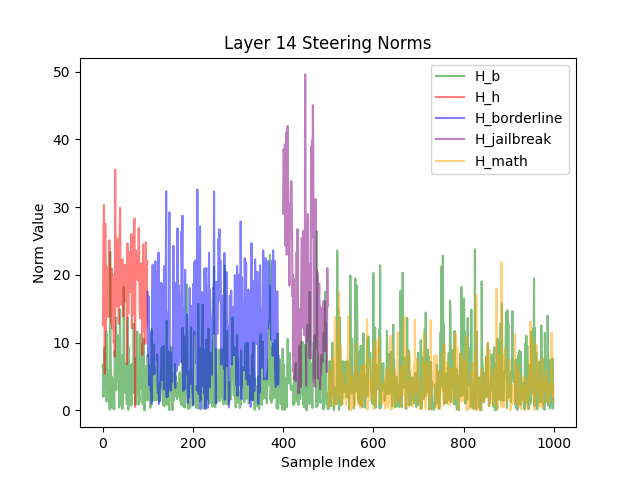 Layer 14 Steering Norms
Norm Value
50
40
30
20
10
0
H_b
H_h
H_borderline
H_jailbreak
H_math
0 200 400 600 800 1000
Sample Index